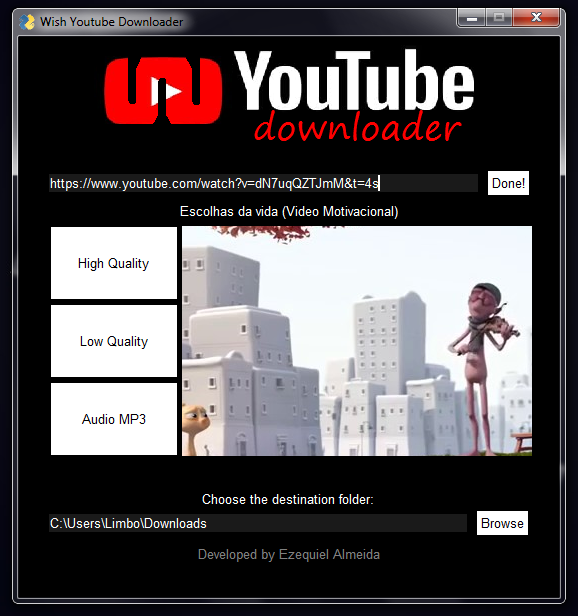 Wish Youtube Downloader
YouTube
downloader
https://www.youtube.com/watch?v=dN7uqQZTJmM&t=4s
Done!
Escolhas da vida (Video Motivacional)
High Quality
Low Quality
Audio MP3
Choose the destination folder:
C:\Users\Limbo\Downloads
Browse
Developed by Ezequiel Almeida